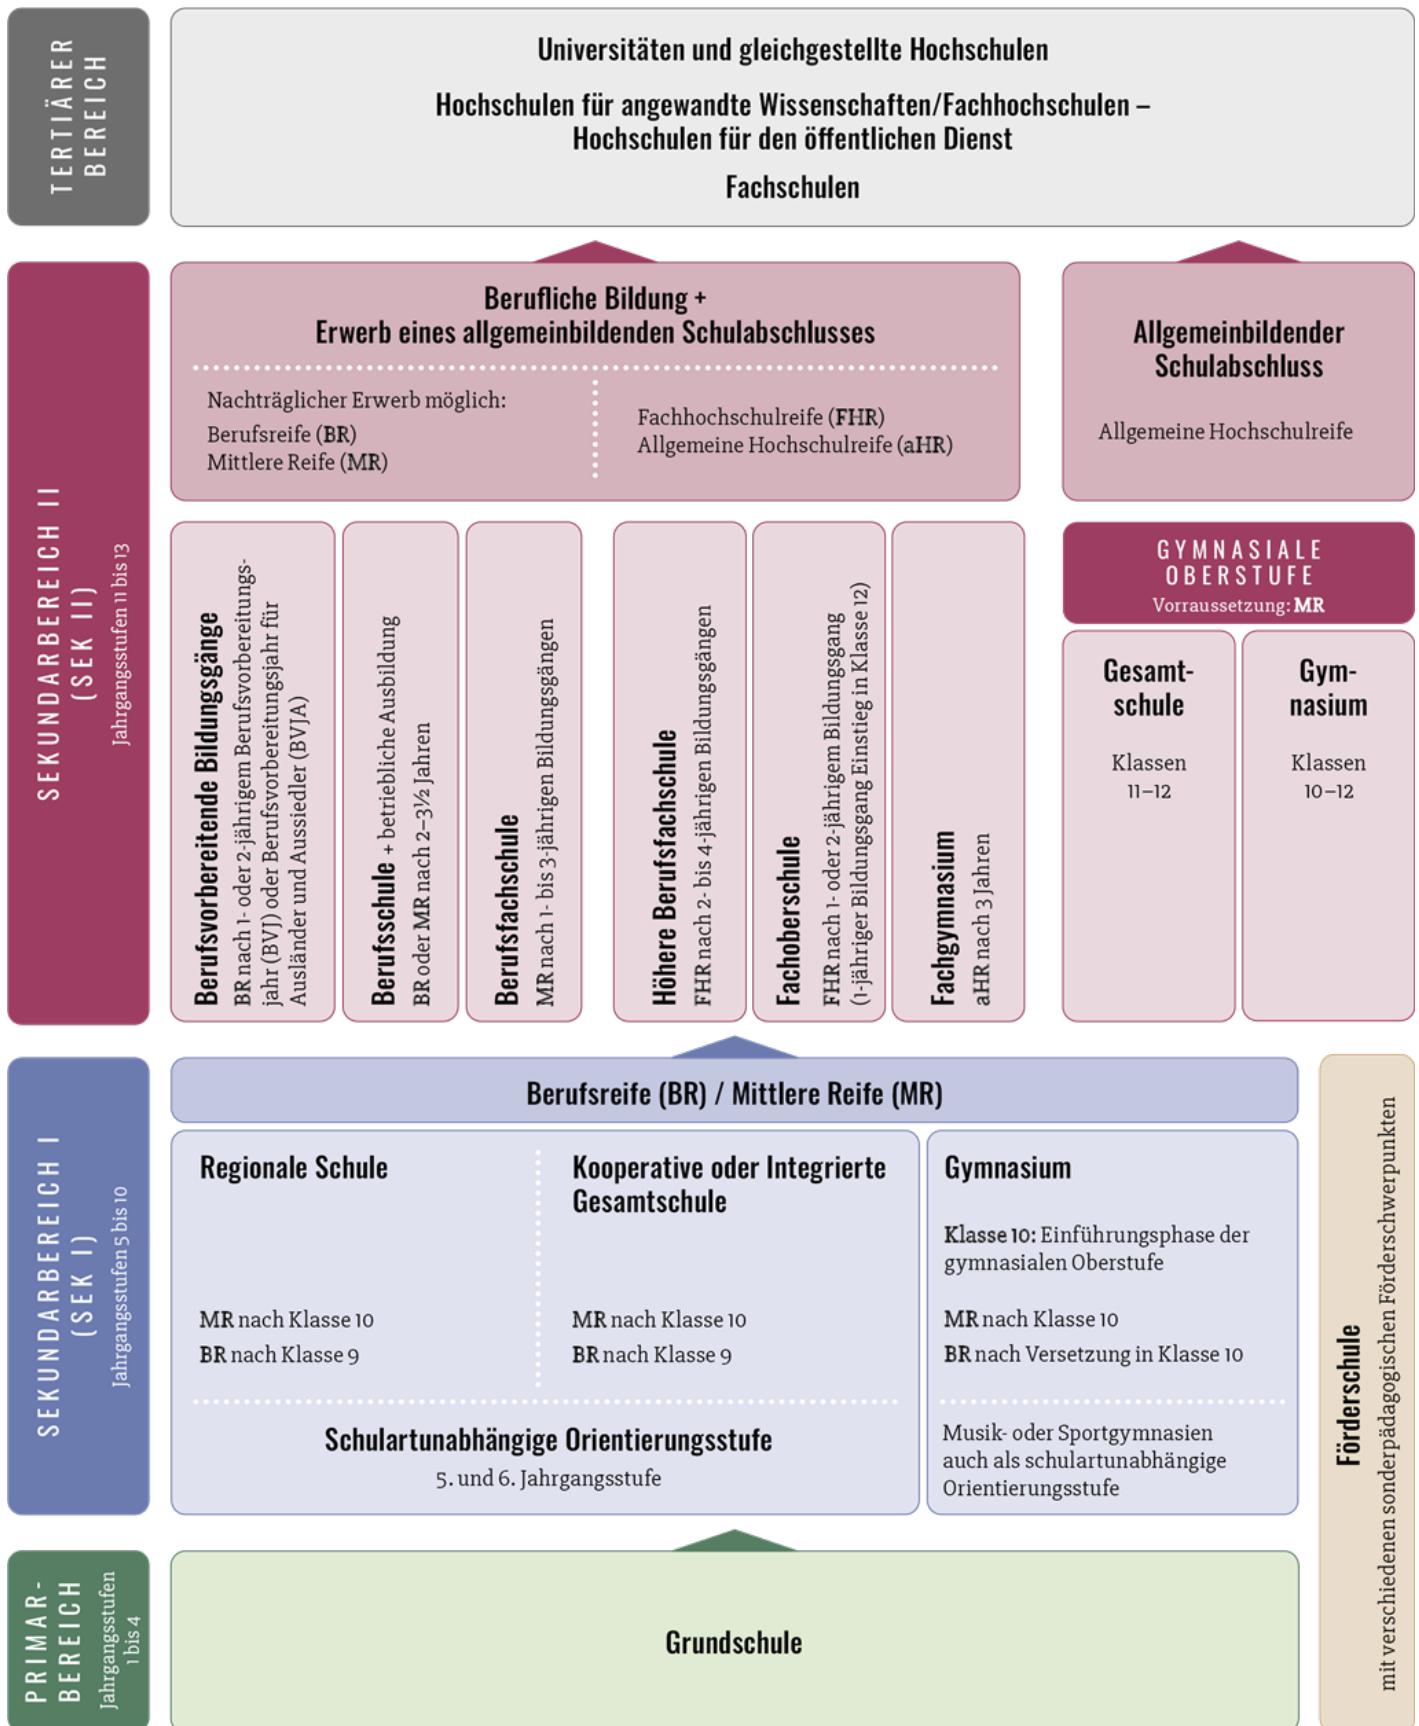 TERTIÄRER
BEREICH
Universitäten und gleichgestellte Hochschulen
Hochschulen für angewandte Wissenschaften/Fachhochschulen –
Hochschulen für den öffentlichen Dienst
Fachschulen
SEKUNDARBEREICH II
(SEK II)
Jahrgangsstufen 11 bis 13
Berufliche Bildung +
Erwerb eines allgemeinbildenden Schulabschlusses
Nachträglicher Erwerb möglich:
Berufsreife (BR)
Mittlere Reife (MR)
Fachhochschulreife (FHR)
Allgemeine Hochschulreife (aHR)
Allgemeinbildender
Schulabschluss
Allgemeine Hochschulreife
Berufsvorbereitende Bildungsgänge
BR nach 1- oder 2-jährigem Berufsvorbereitungs-
jahr (BVJ) oder Berufsvorbereitungsjahr für
Ausländer und Aussiedler (BVJA)
Berufsschule + betriebliche Ausbildung
BR oder MR nach 2–3½ Jahren
Berufsfachschule
MR nach 1- bis 3-jährigen Bildungsgängen
Höhere Berufsfachschule
FHR nach 2- bis 4-jährigen Bildungsgängen
Fachoberschule
FHR nach 1- oder 2-jährigem Bildungsgang
(1-jähriger Bildungsgang Einstieg in Klasse 12)
Fachgymnasium
aHR nach 3 Jahren
GYMNASIALE
OBERSTUFE
Vorraussetzung: MR
Gesamt-
schule
Klassen
11–12
Gym-
nasium
Klassen
10–12
SEKUNDARBEREICH I
(SEK I)
Jahrgangsstufen 5 bis 10
Berufsreife (BR) / Mittlere Reife (MR)
Regionale Schule
MR nach Klasse 10
BR nach Klasse 9
Kooperative oder Integrierte
Gesamtschule
MR nach Klasse 10
BR nach Klasse 9
Schulartunabhängige Orientierungsstufe
5. und 6. Jahrgangsstufe
Gymnasium
Klasse 10: Einführungsphase der
gymnasialen Oberstufe
MR nach Klasse 10
BR nach Versetzung in Klasse 10
Musik- oder Sportgymnasien
auch als schulartunabhängige
Orientierungsstufe
Förderschule
mit verschiedenen sonderpädagogischen Förderschwerpunkten
PRIMAR-
BEREICH
Jahrgangsstufen
1 bis 4
Grundschule